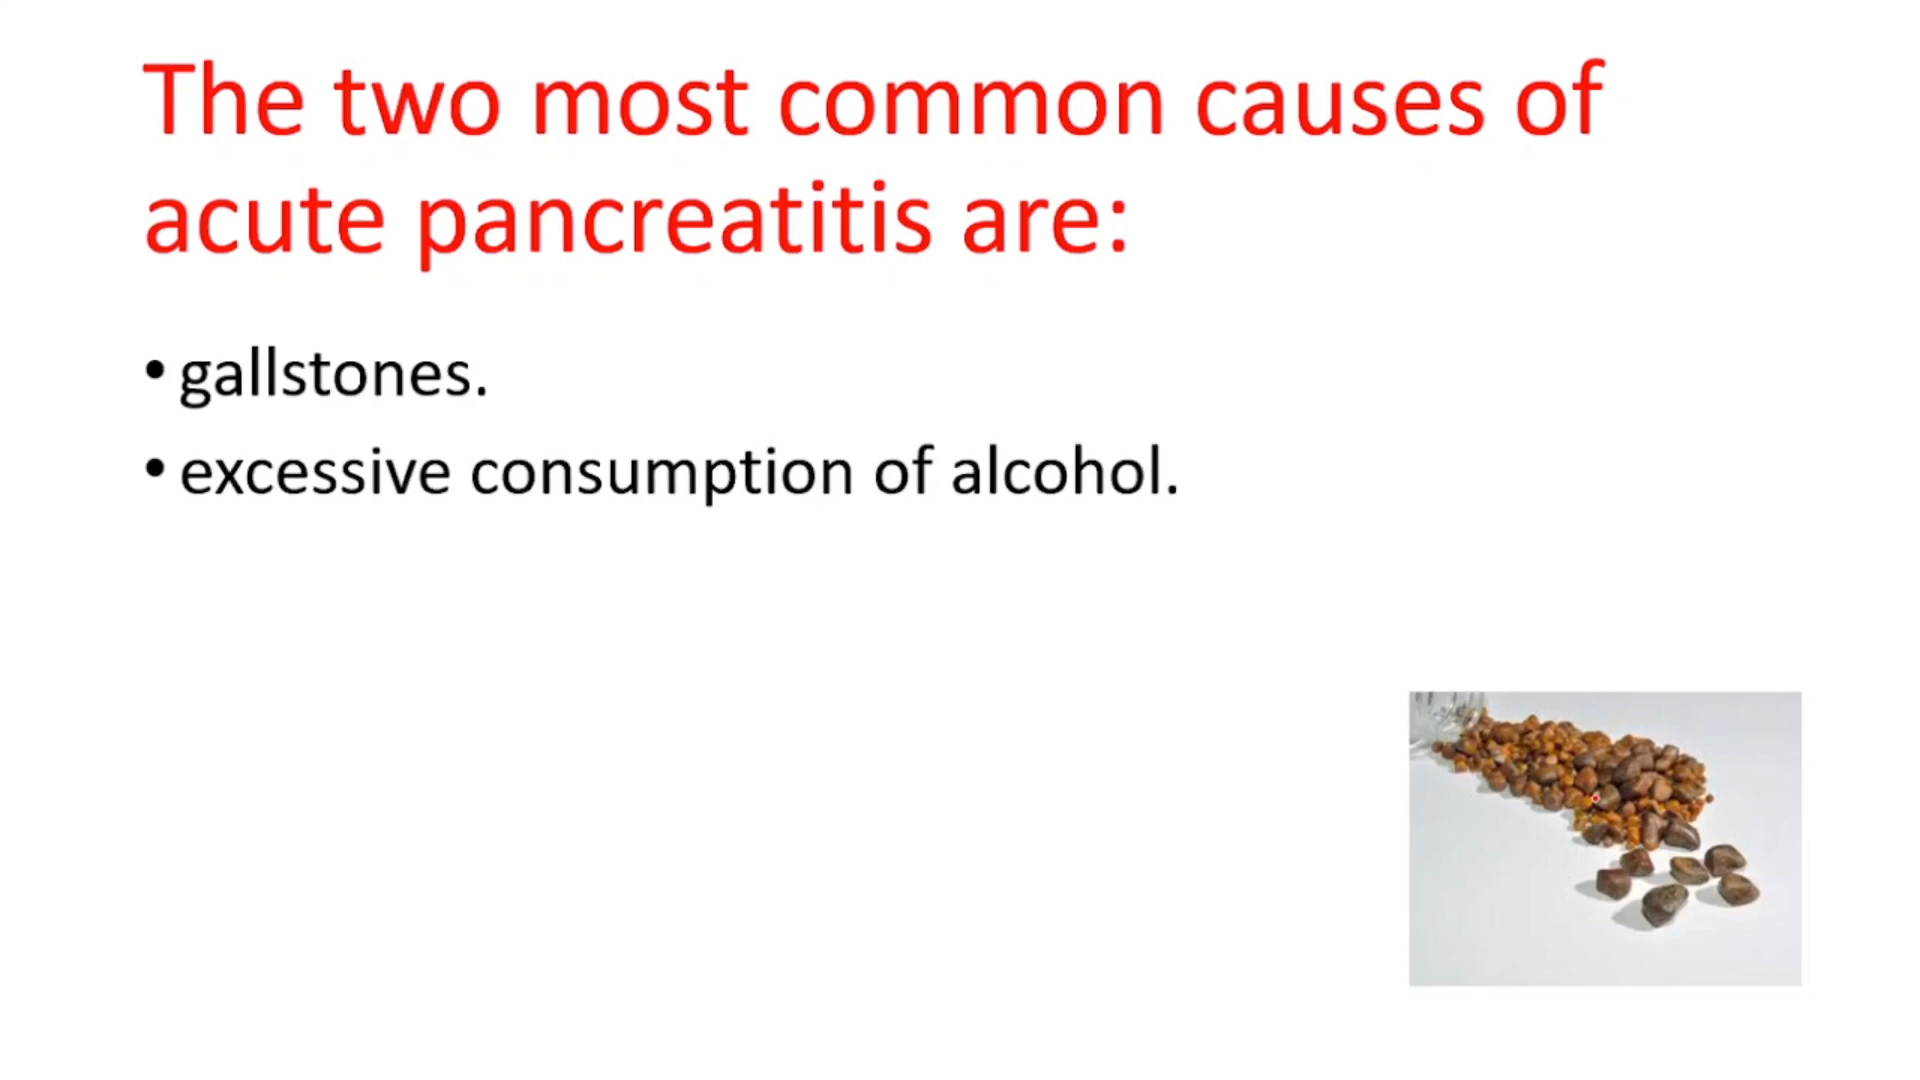 The two most common causes of
acute pancreatitis are:
• gallstones.
• excessive consumption of alcohol.